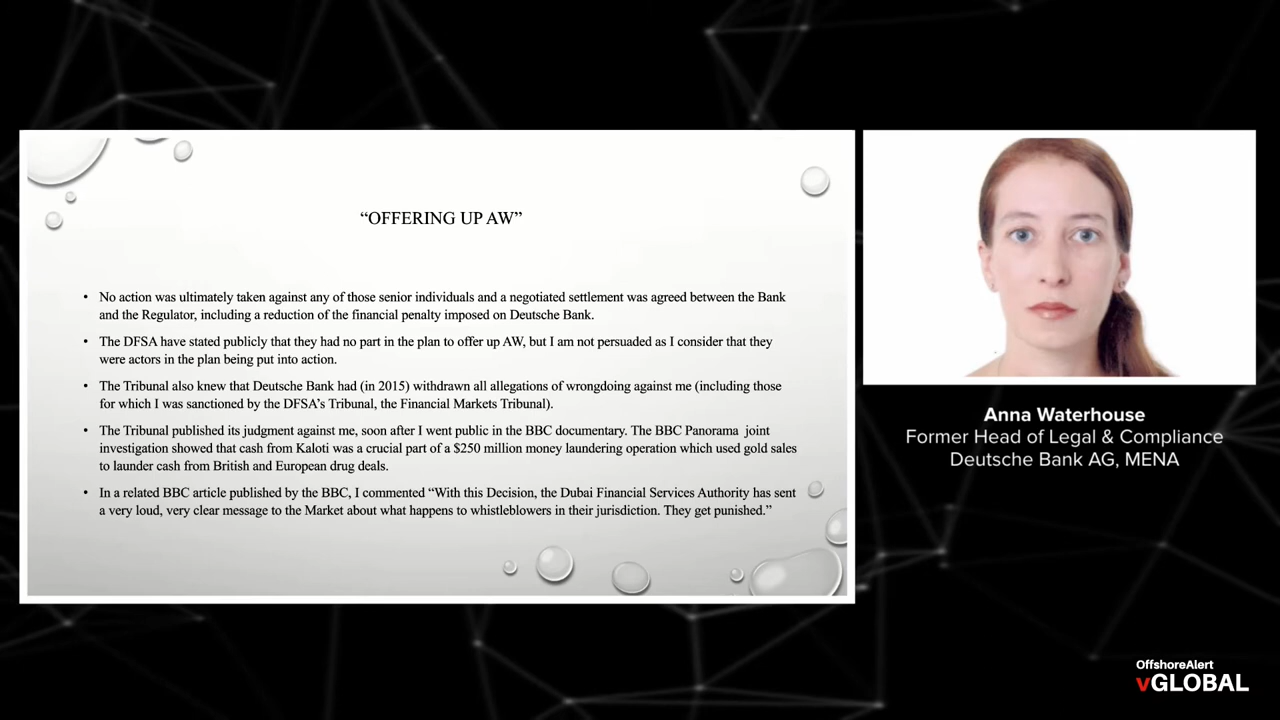 “OFFERING UP AW”
• No action was ultimately taken against any of those senior individuals and a negotiated settlement was agreed between the Bank
and the Regulator, including a reduction of the financial penalty imposed on Deutsche Bank.
• The DFSA have stated publicly that they had no part in the plan to offer up AW, but I am not persuaded as I consider that they
were actors in the plan being put into action.
• The Tribunal also knew that Deutsche Bank had (in 2015) withdrawn all allegations of wrongdoing against me (including those
for which I was sanctioned by the DFSA’s Tribunal, the Financial Markets Tribunal).
• The Tribunal published its judgment against me, soon after I went public in the BBC documentary. The BBC Panorama joint
investigation showed that cash from Kaloti was a crucial part of a $250 million money laundering operation which used gold sales
to launder cash from British and European drug deals.
• In a related BBC article published by the BBC, I commented “With this Decision, the Dubai Financial Services Authority has sent
a very loud, very clear message to the Market about what happens to whistleblowers in their jurisdiction. They get punished.”
Anna Waterhouse
Former Head of Legal & Compliance
Deutsche Bank AG, MENA
OffshoreAlert
vGLOBAL